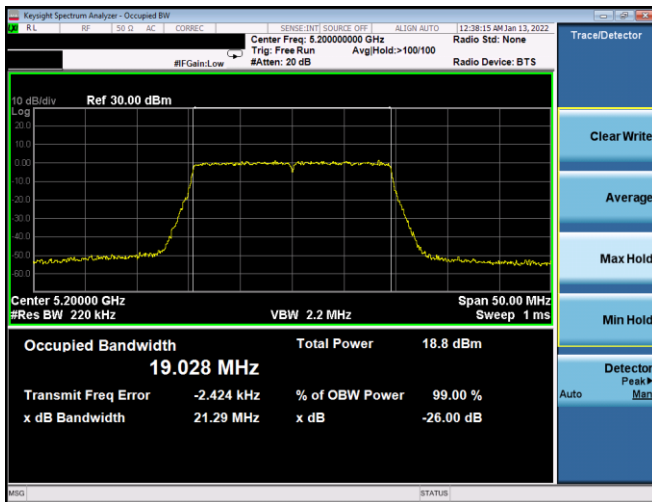 Keysight Spectrum Analyzer - Occupied BW
RL RF 50 Ω AC CORREC SENSE:INT SOURCE OFF ALIGN AUTO 12:38:15 AM Jan 13, 2022
Center Freq: 5.200000000 GHz Radio Std: None
Trig: Free Run Avg|Hold:>100/100
#IFGain:Low #Atten: 20 dB Radio Device: BTS
10 dB/div Ref 30.00 dBm
Log
20.0
10.0
0.00
-10.0
-20.0
-30.0
-40.0
-50.0
-60.0
Center 5.20000 GHz Span 50.00 MHz
#Res BW 220 kHz VBW 2.2 MHz Sweep 1 ms
Occupied Bandwidth Total Power 18.8 dBm
19.028 MHz
Transmit Freq Error -2.424 kHz % of OBW Power 99.00 %
x dB Bandwidth 21.29 MHz x dB -26.00 dB
MSG STATUS
Trace/Detector
Clear Write
Average
Max Hold
Min Hold
Detector
Peak▶
Auto Man